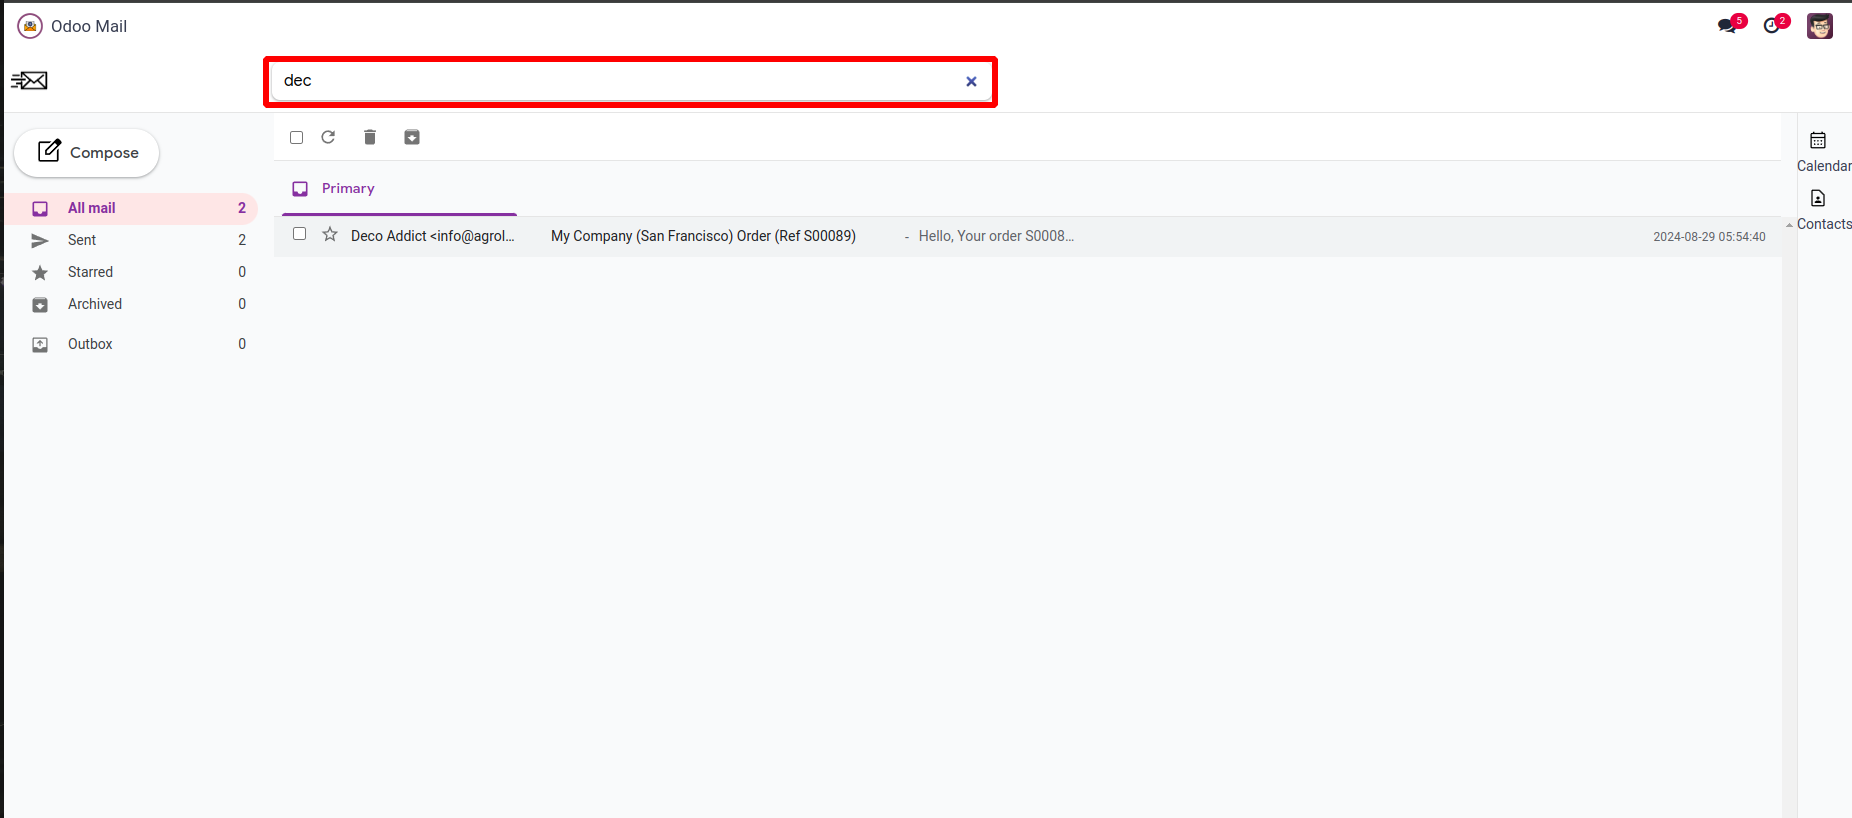 Odoo Mail
5
2
dec
Compose
All mail 2
Sent 2
Starred 0
Archived 0
Outbox 0
Primary
Deco Addict <info@agrol... My Company (San Francisco) Order (Ref S00089) - Hello, Your order S0008... 2024-08-29 05:54:40
Calendar
Contacts